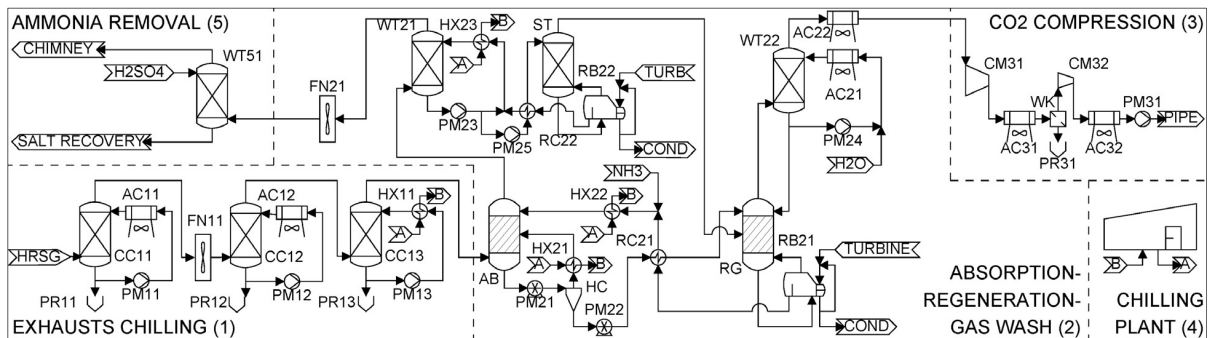 AMMONIA REMOVAL (5)
CHIMNEY
WT51
H2SO4
SALT RECOVERY
FN21
WT21
HX23
B
A
PM23
PM25
ST
RB22
TURB
RC22
COND
WT22
AC22
AC21
PM24
H2O
CO2 COMPRESSION (3)
CM31
CM32
WK
PM31
PIPE
AC31
AC32
PR31
AC11
HRSG
CC11
PM11
PR11
FN11
AC12
CC12
PM12
PR12
HX11
B
A
CC13
PM13
PR13
EXHAUSTS CHILLING (1)
NH3
HX22
B
A
RC21
HX21
A
B
AB
HC
PM21
PM22
RB21
TURBINE
RG
COND
ABSORPTION-
REGENERATION-
GAS WASH (2)
B
A
CHILLING
PLANT (4)